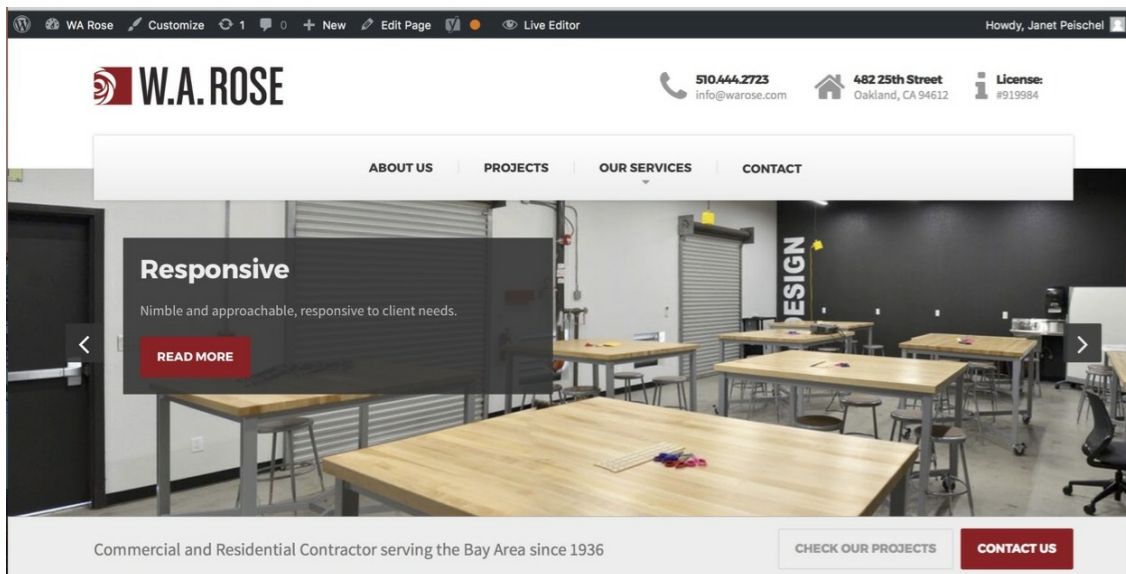 WA Rose Customize 1 0 New Edit Page Live Editor Howdy, Janet Peischel
W.A. ROSE
510.444.2723
info@warose.com
482 25th Street
Oakland, CA 94612
License:
#919984
ABOUT US PROJECTS OUR SERVICES CONTACT
Responsive
Nimble and approachable, responsive to client needs.
READ MORE
DESIGN
Commercial and Residential Contractor serving the Bay Area since 1936
CHECK OUR PROJECTS CONTACT US